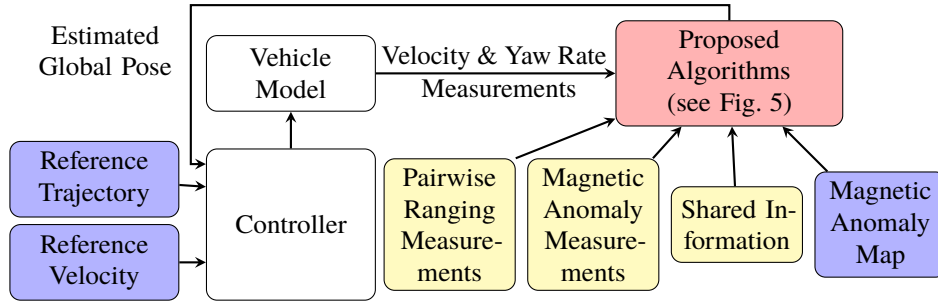 Estimated
Global Pose
Vehicle
Model
Velocity & Yaw Rate
Measurements
Proposed
Algorithms
(see Fig. 5)
Reference
Trajectory
Reference
Velocity
Controller
Pairwise
Ranging
Measure-
ments
Magnetic
Anomaly
Measure-
ments
Shared In-
formation
Magnetic
Anomaly
Map